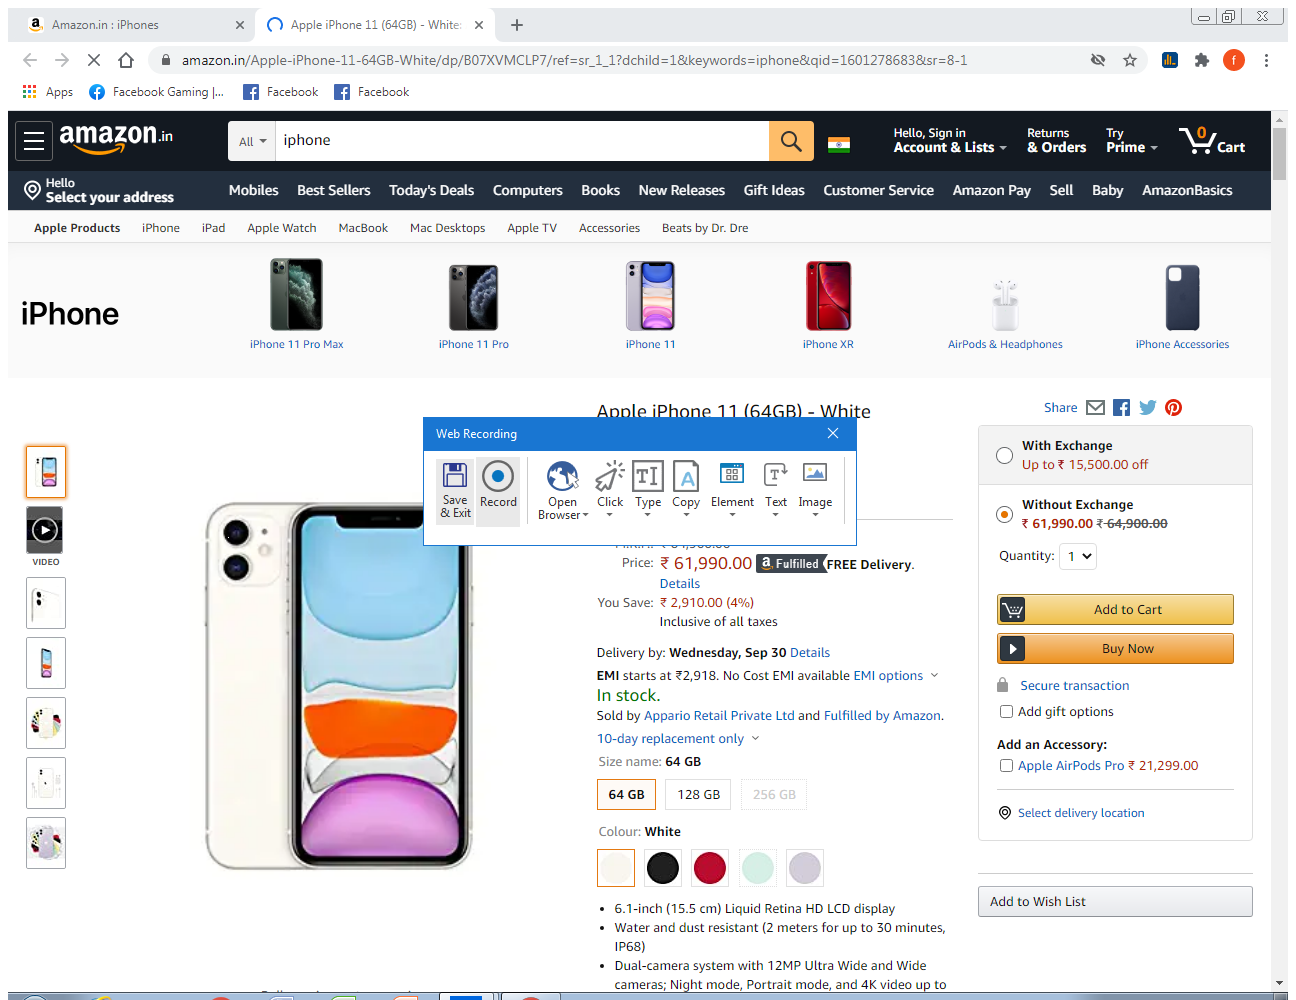 Amazon.in : iPhones
Apple iPhone 11 (64GB) - White:
amazon.in/Apple-iPhone-11-64GB-White/dp/B07XVMCLP7/ref=sr_1_1?dchild=1&keywords=iphone&qid=1601278683&sr=8-1
f
Apps
Facebook Gaming |...
Facebook
Facebook
amazon.in
All
iphone
Hello, Sign in
Account & Lists
Returns
& Orders
Try
Prime
0
Cart
Hello
Select your address
Mobiles Best Sellers Today's Deals Computers Books New Releases Gift Ideas Customer Service Amazon Pay Sell Baby AmazonBasics
Apple Products iPhone iPad Apple Watch MacBook Mac Desktops Apple TV Accessories Beats by Dr. Dre
iPhone
iPhone 11 Pro Max
iPhone 11 Pro
iPhone 11
iPhone XR
AirPods & Headphones
iPhone Accessories
VIDEO
Apple iPhone 11 (64GB) - White
Web Recording
Save
& Exit
Record
Open
Browser
Click
Type
Copy
Element
Text
Image
Price: ₹ 61,990.00 a Fulfilled FREE Delivery.
Details
You Save: ₹ 2,910.00 (4%)
Inclusive of all taxes
Delivery by: Wednesday, Sep 30 Details
EMI starts at ₹2,918. No Cost EMI available EMI options
In stock.
Sold by Appario Retail Private Ltd and Fulfilled by Amazon.
10-day replacement only
Size name: 64 GB
64 GB
128 GB
256 GB
Colour: White
• 6.1-inch (15.5 cm) Liquid Retina HD LCD display
• Water and dust resistant (2 meters for up to 30 minutes,
IP68)
• Dual-camera system with 12MP Ultra Wide and Wide
cameras; Night mode, Portrait mode, and 4K video up to
Share
With Exchange
Up to ₹ 15,500.00 off
Without Exchange
₹ 61,990.00 ₹ 64,900.00
Quantity: 1
Add to Cart
Buy Now
Secure transaction
Add gift options
Add an Accessory:
Apple AirPods Pro ₹ 21,299.00
Select delivery location
Add to Wish List